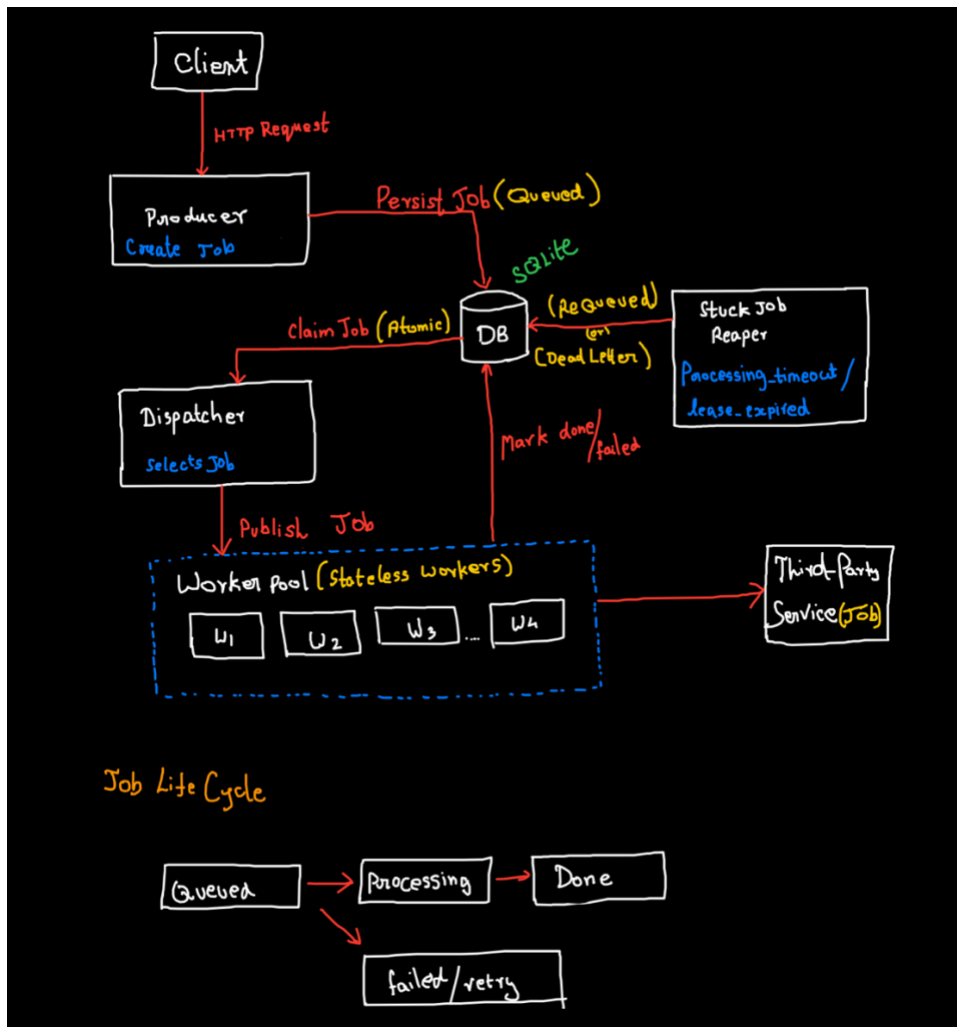 Client
HTTP Request
Producer
Create Job
Persist Job (Queued)
SQLite
DB
Claim Job (Atomic)
(ReQueued)
(or)
(Dead Letter)
Stuck Job
Reaper
Processing_timeout/
lease_expired
Dispatcher
Selects Job
Mark done/
failed
Publish Job
Worker pool (Stateless Workers)
W1
W2
W3
...
W4
Third-Party
Service (Job)
Job Life Cycle
Queued
Processing
Done
failed/retry